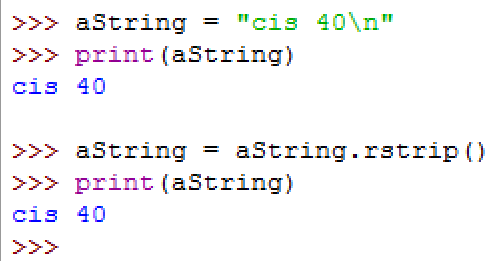 >>> aString = "cis 40\n"
>>> print(aString)
cis 40
>>> aString = aString.rstrip()
>>> print(aString)
cis 40
>>>